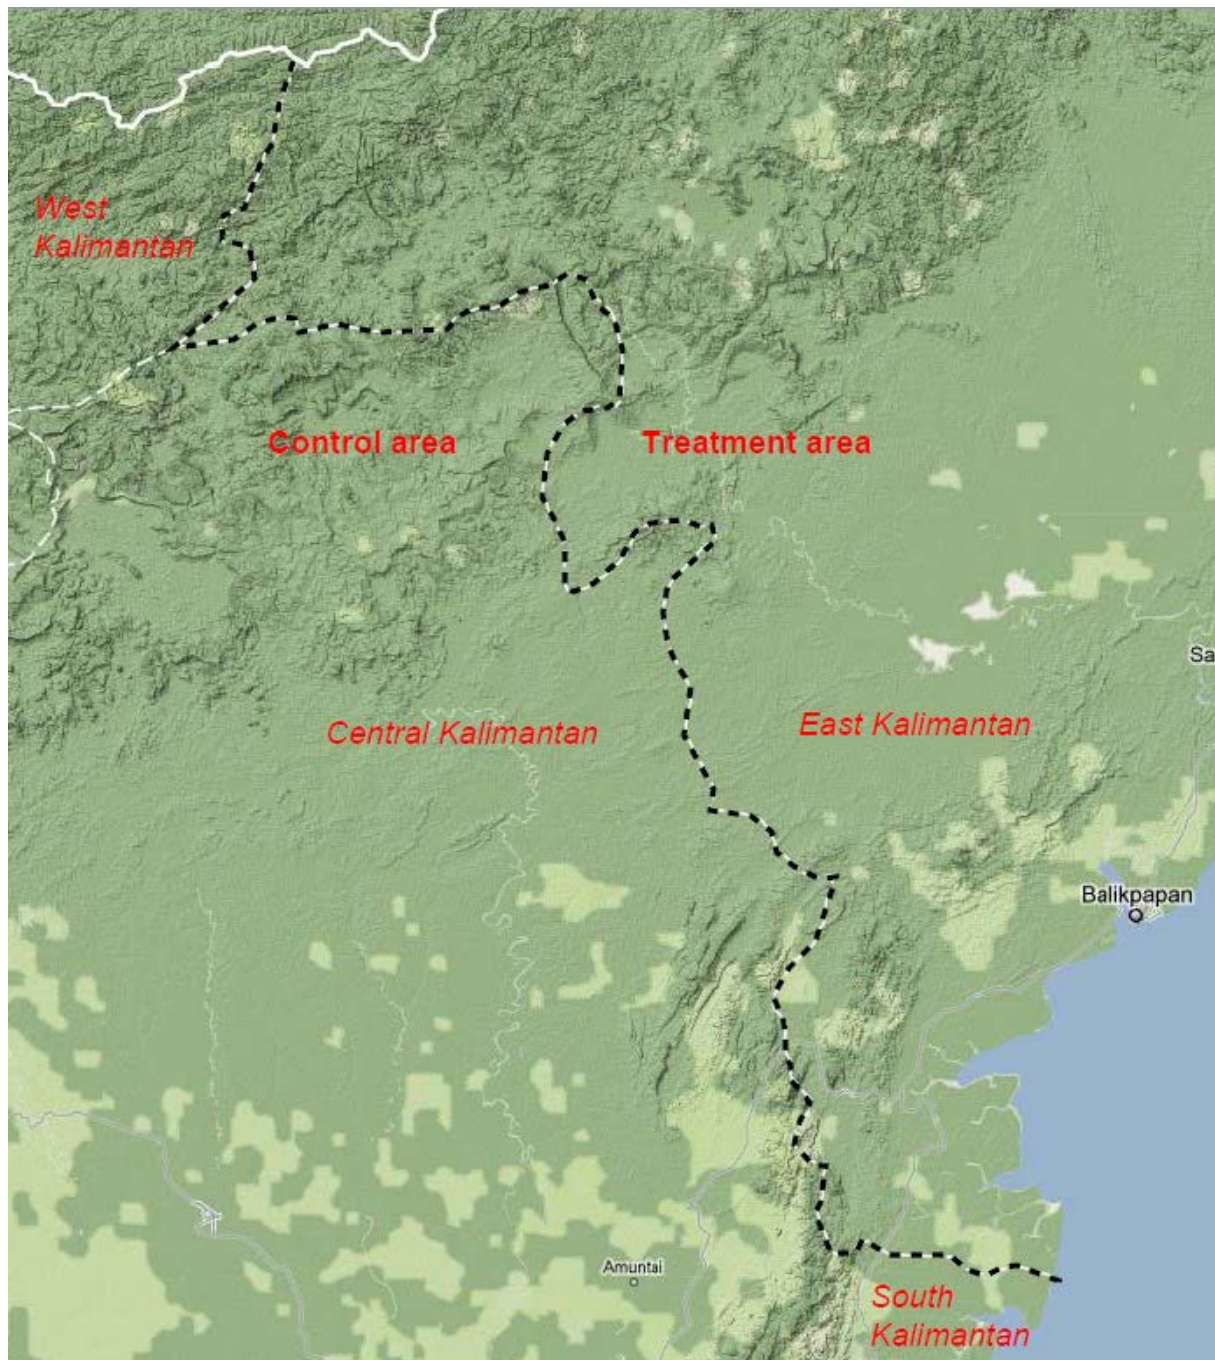 West
Kalimantan
Control area
Treatment area
Sa
Central Kalimantan
East Kalimantan
Balikpapan
Amuntai
South
Kalimantan